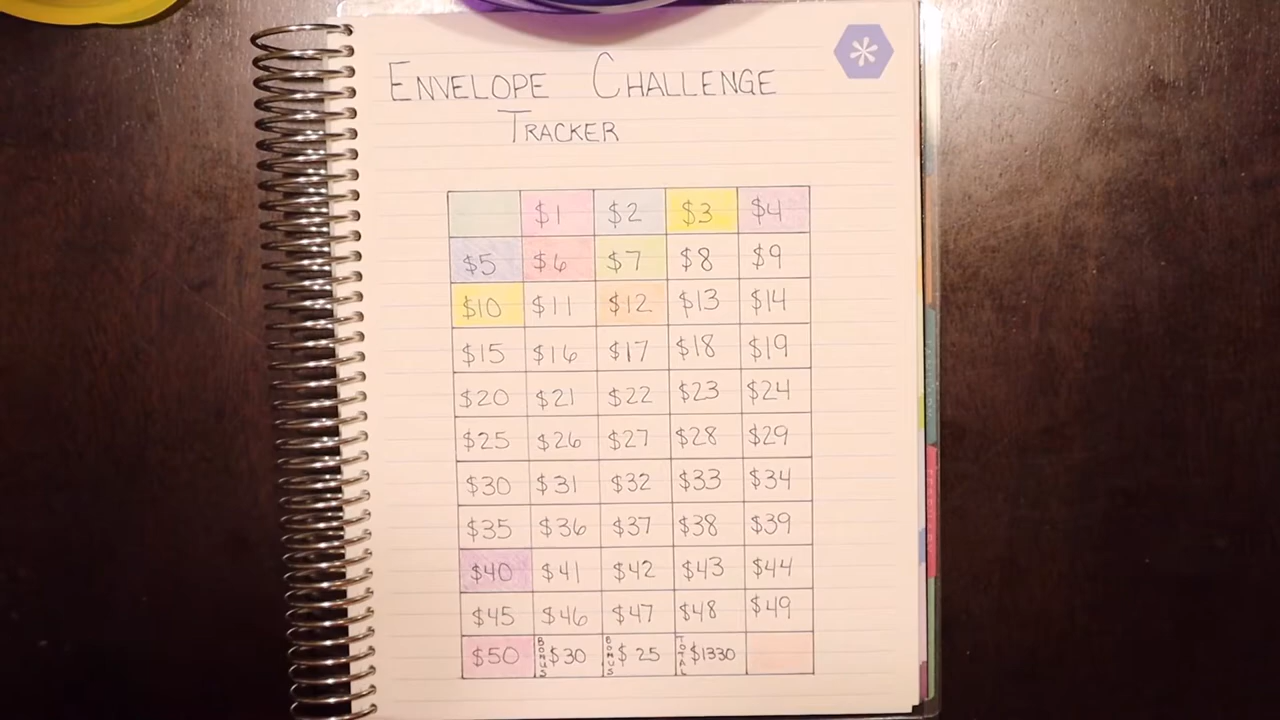 ENVELOPE CHALLENGE
TRACKER
$1 $2 $3 $4
$5 $6 $7 $8 $9
$10 $11 $12 $13 $14
$15 $16 $17 $18 $19
$20 $21 $22 $23 $24
$25 $26 $27 $28 $29
$30 $31 $32 $33 $34
$35 $36 $37 $38 $39
$40 $41 $42 $43 $44
$45 $46 $47 $48 $49
$50 BONUS $30 BONUS $25 TOTAL $1330